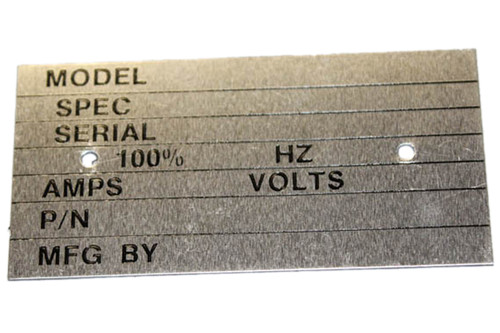 MODEL
SPEC
SERIAL
100% HZ
AMPS VOLTS
P/N
MFG BY